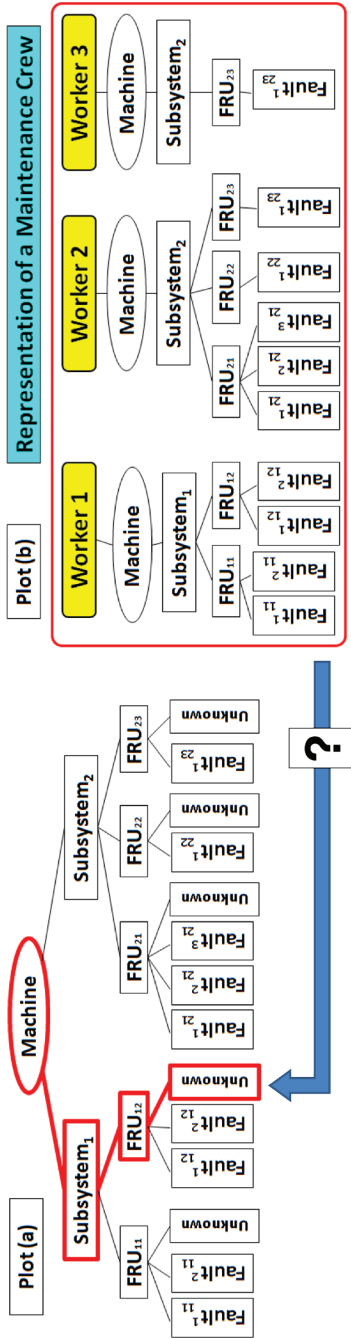 Plot (a)
Machine
Subsystem₁
Subsystem₂
FRU₁₁
FRU₁₂
FRU₂₁
FRU₂₂
FRU₂₃
Fault¹₁₁
Fault²₁₁
Unknown
Fault¹₁₂
Fault²₁₂
Unknown
Fault¹₂₁
Fault²₂₁
Fault³₂₁
Unknown
Fault¹₂₂
Unknown
Fault¹₂₃
Unknown
?
Plot (b)
Representation of a Maintenance Crew
Worker 1
Machine
Subsystem₁
FRU₁₁
FRU₁₂
Fault¹₁₁
Fault²₁₁
Fault¹₁₂
Fault²₁₂
Worker 2
Machine
Subsystem₂
FRU₂₁
FRU₂₂
FRU₂₃
Fault¹₂₁
Fault²₂₁
Fault³₂₁
Fault¹₂₂
Fault¹₂₃
Worker 3
Machine
Subsystem₂
FRU₂₃
Fault¹₂₃